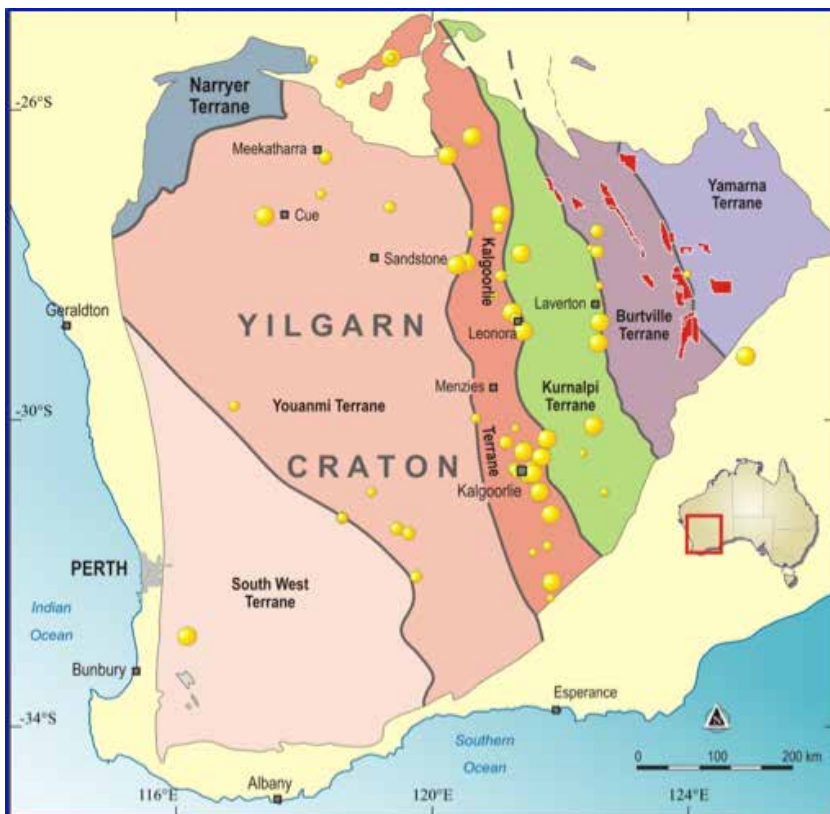 -26°S
Narryer
Terrane
Meekatharra
Yamarna
Terrane
Cue
Sandstone
Kalgoorlie
Geraldton
YILGARN
Leonora
Laverton
Burtville
Terrane
Menzies
Kurnalpi
Terrane
-30°S
Youanmi Terrane
Terrane
CRATON
Kalgoorlie
PERTH
South West
Terrane
Indian
Ocean
Bunbury
Esperance
-34°S
Southern
Ocean
N
0 100 200 km
Albany
116°E
120°E
124°E